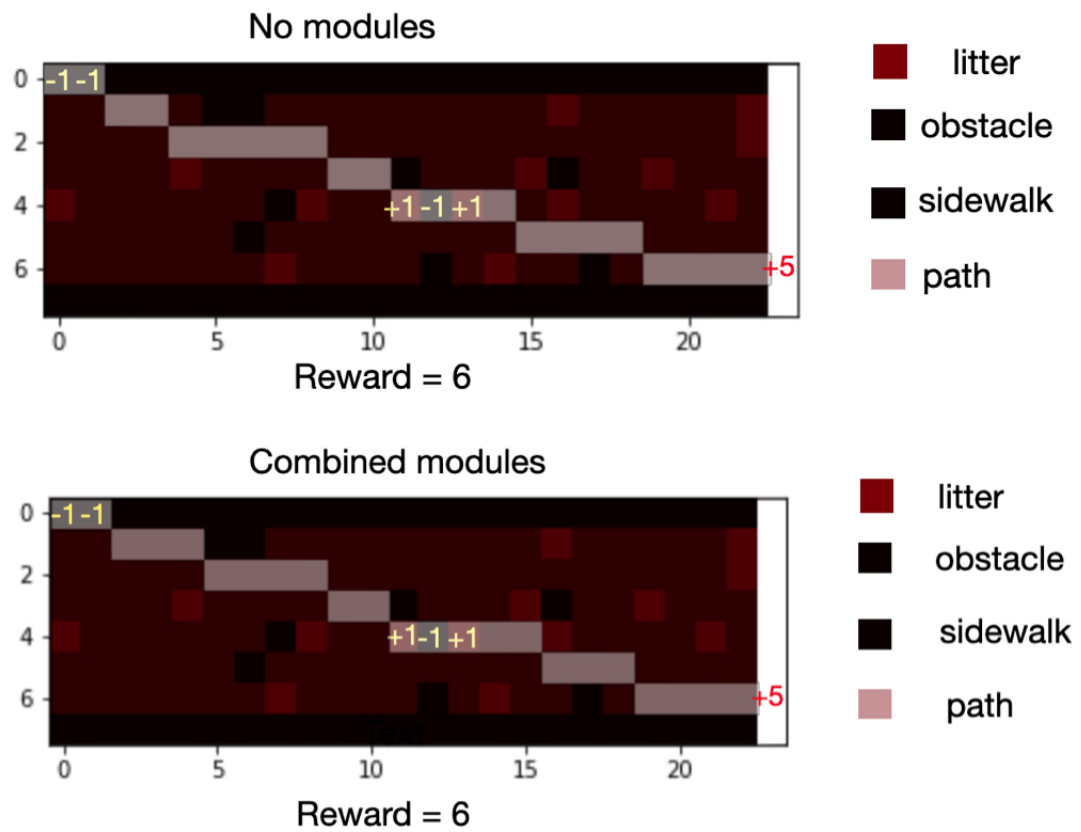 No modules
-1 -1
+1 -1 +1
+5
0
2
4
6
0 5 10 15 20
Reward = 6
litter
obstacle
sidewalk
path
Combined modules
-1 -1
+1 -1 +1
+5
0
2
4
6
Text
0 5 10 15 20
Reward = 6
litter
obstacle
sidewalk
path